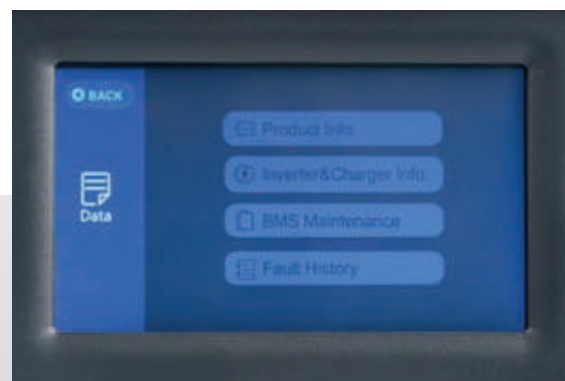 BACK
Data
Product Info.
Inverter&Charger Info.
BMS Maintenance
Fault History